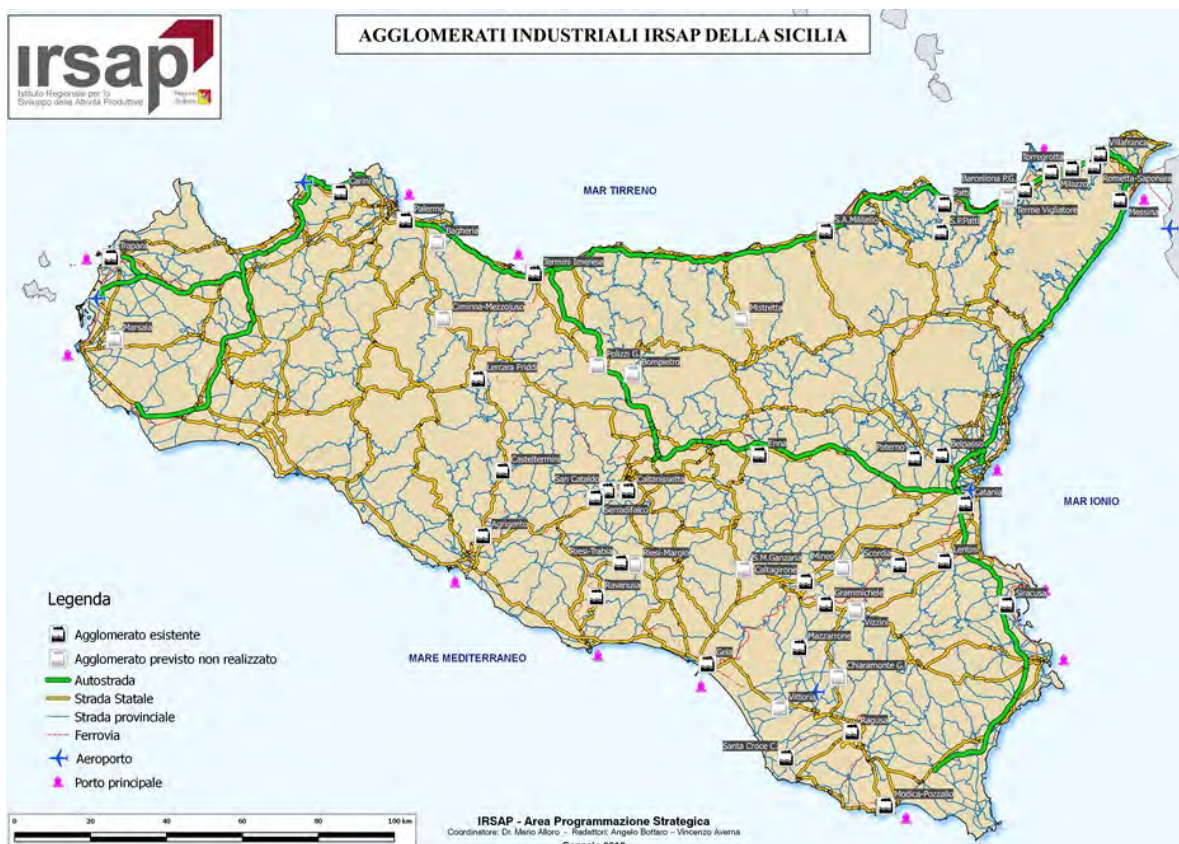 AGGLOMERATI INDUSTRIALI IRSAP DELLA SICILIA
irsap
Istituto Regionale per lo
Sviluppo delle Attività Produttive
Regione
Siciliana
MAR TIRRENO
MAR IONIO
MARE MEDITERRANEO
Villafranca
Torregrotta
Barcellona P.G.
Rometta-Saponara
Milazzo
Terme Vigliatore
Messina
Patti
S.P.Patti
S.A.Militello
Carini
Palermo
Bagheria
Trapani
Termini Imerese
Ciminna-Mezzojuso
Mistretta
Marsala
Polizzi G.
Bompietro
Lercara Friddi
Enna
Paternò
Belpasso
Casteltermini
San Cataldo
Caltanissetta
Serradifalco
Catania
Agrigento
Riesi-Trabia
Riesi-Margio
S.M.Ganzaria
Mineo
Scordia
Lentini
Caltagirone
Ravanusa
Grammichele
Siracusa
Vizzini
Mazzarrone
Gela
Chiaramonte G.
Vittoria
Ragusa
Santa Croce C.
Modica-Pozzallo
Legenda
Agglomerato esistente
Agglomerato previsto non realizzato
Autostrada
Strada Statale
Strada provinciale
Ferrovia
Aeroporto
Porto principale
0 20 40 60 80 100 km
IRSAP - Area Programmazione Strategica
Coordinatore: Dr. Mario Alloro - Redattori: Angelo Bottaro - Vincenzo Averna